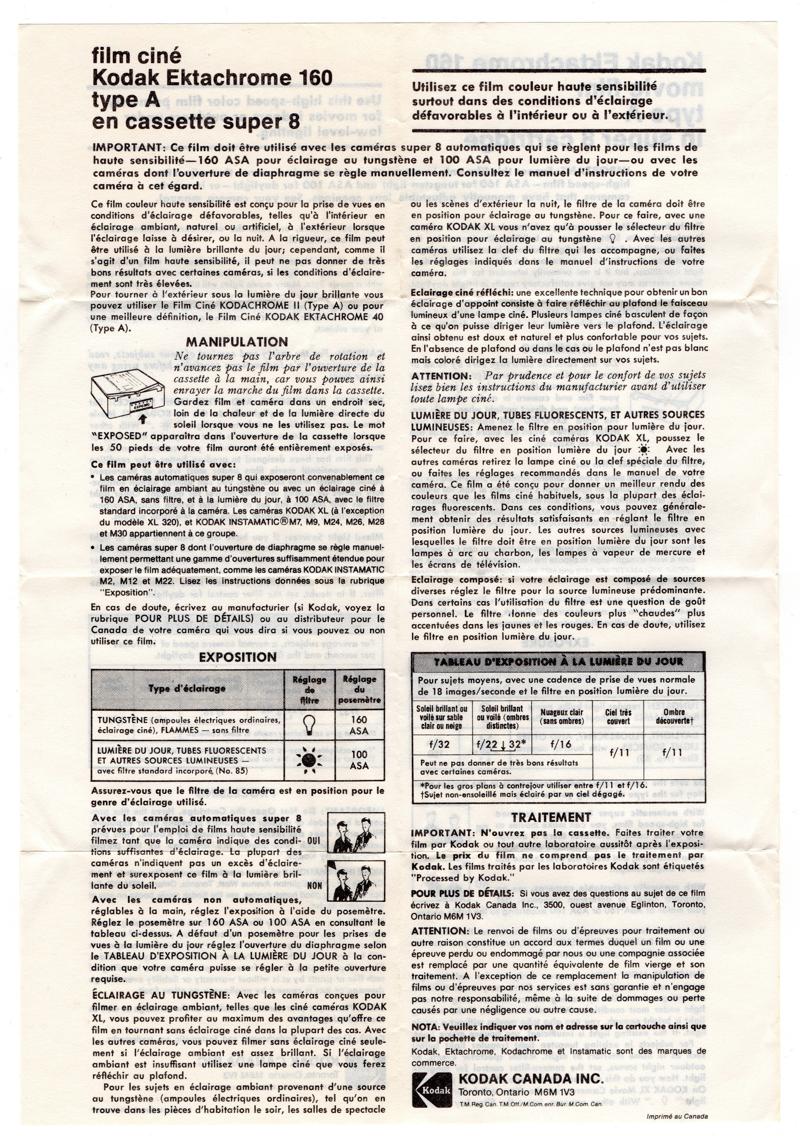 film ciné
Kodak Ektachrome 160
type A
en cassette super 8
Utilisez ce film couleur haute sensibilité
surtout dans des conditions d'éclairage
défavorables à l'intérieur ou à l'extérieur.
IMPORTANT: Ce film doit être utilisé avec les caméras super 8 automatiques qui se règlent pour les films de
haute sensibilité—160 ASA pour éclairage au tungstène et 100 ASA pour lumière du jour—ou avec les
caméras dont l'ouverture de diaphragme se règle manuellement. Consultez le manuel d'instructions de votre
caméra à cet égard.
Ce film couleur haute sensibilité est conçu pour la prise de vues en
conditions d'éclairage défavorables, telles qu'à l'intérieur en
éclairage ambiant, naturel ou artificiel, à l'extérieur lorsque
l'éclairage laisse à désirer, ou la nuit. A la rigueur, ce film peut
être utilisé à la lumière brillante du jour; cependant, comme il
s'agit d'un film haute sensibilité, il peut ne pas donner de très
bons résultats avec certaines caméras, si les conditions d'éclaire-
ment sont très élevées.
Pour tourner à l'extérieur sous la lumière du jour brillante vous
pouvez utiliser le Film Ciné KODACHROME II (Type A) ou pour
une meilleure définition, le Film Ciné KODAK EKTACHROME 40
(Type A).
MANIPULATION
Ne tournez pas l'arbre de rotation et
n'avancez pas le film par l'ouverture de la
cassette à la main, car vous pouvez ainsi
enrayer la marche du film dans la cassette.
Gardez film et caméra dans un endroit sec,
loin de la chaleur et de la lumière directe du
soleil lorsque vous ne les utilisez pas. Le mot
"EXPOSED" apparaîtra dans l'ouverture de la cassette lorsque
les 50 pieds de votre film auront été entièrement exposés.
Ce film peut être utilisé avec:
• Les caméras automatiques super 8 qui exposeront convenablement ce
film en éclairage ambiant au tungstène ou avec un éclairage ciné à
160 ASA, sans filtre, et à la lumière du jour, à 100 ASA, avec le filtre
standard incorporé à la caméra. Les caméras KODAK XL (à l'exception
du modèle XL 320), et KODAK INSTAMATIC® M7, M9, M24, M26, M28
et M30 appartiennent à ce groupe.
• Les caméras super 8 dont l'ouverture de diaphragme se règle manuel-
lement permettant une gamme d'ouvertures suffisamment étendue pour
exposer le film adéquatement, comme les caméras KODAK INSTAMATIC
M2, M12 et M22. Lisez les instructions données sous la rubrique
"Exposition".
En cas de doute, écrivez au manufacturier (si Kodak, voyez la
rubrique POUR PLUS DE DÉTAILS) ou au distributeur pour le
Canada de votre caméra qui vous dira si vous pouvez ou non
utiliser ce film.
EXPOSITION
Type d'éclairage
Réglage de filtre
Réglage du posemètre
TUNGSTÈNE (ampoules électriques ordinaires,
éclairage ciné), FLAMMES — sans filtre
160 ASA
LUMIÈRE DU JOUR, TUBES FLUORESCENTS
ET AUTRES SOURCES LUMINEUSES —
avec filtre standard incorporé, (No. 85)
100 ASA
Assurez-vous que le filtre de la caméra est en position pour le
genre d'éclairage utilisé.
Avec les caméras automatiques super 8
prévues pour l'emploi de films haute sensibilité
filmez tant que la caméra indique des condi-
tions suffisantes d'éclairage. La plupart des
caméras n'indiquent pas un excès d'éclaire-
ment et surexposent ce film à la lumière bril-
lante du soleil.
OUI
NON
Avec les caméras non automatiques,
réglables à la main, réglez l'exposition à l'aide du posemètre.
Réglez le posemètre sur 160 ASA ou 100 ASA en consultant le
tableau ci-dessus. A défaut d'un posemètre pour les prises de
vues à la lumière du jour réglez l'ouverture du diaphragme selon
le TABLEAU D'EXPOSITION À LA LUMIÈRE DU JOUR à la con-
dition que votre caméra puisse se régler à la petite ouverture
requise.
ÉCLAIRAGE AU TUNGSTÈNE: Avec les caméras conçues pour
filmer en éclairage ambiant, telles que les ciné caméras KODAK
XL, vous pouvez profiter au maximum des avantages qu'offre ce
film en tournant sans éclairage ciné dans la plupart des cas. Avec
les autres caméras, vous pouvez filmer sans éclairage ciné seule-
ment si l'éclairage ambiant est assez brillant. Si l'éclairage
ambiant est insuffisant utilisez une lampe ciné que vous ferez
réfléchir au plafond.
Pour les sujets en éclairage ambiant provenant d'une source
au tungstène (ampoules électriques ordinaires), tel qu'on en
trouve dans les pièces d'habitation le soir, les salles de spectacle
ou les scènes d'extérieur la nuit, le filtre de la caméra doit être
en position pour éclairage au tungstène. Pour ce faire, avec une
caméra KODAK XL vous n'avez qu'à pousser le sélecteur du filtre
en position pour éclairage au tungstène. Avec les autres
caméras utilisez la clef du filtre qui les accompagne, ou faites
les réglages indiqués dans le manuel d'instructions de votre
caméra.
Eclairage ciné réfléchi: une excellente technique pour obtenir un bon
éclairage d'appoint consiste à faire réfléchir au plafond le faisceau
lumineux d'une lampe ciné. Plusieurs lampes ciné basculent de façon
à ce qu'on puisse diriger leur lumière vers le plafond. L'éclairage
ainsi obtenu est doux et naturel et plus confortable pour vos sujets.
En l'absence de plafond ou dans le cas ou le plafond n'est pas blanc
mais coloré dirigez la lumière directement sur vos sujets.
ATTENTION: Par prudence et pour le confort de vos sujets
lisez bien les instructions du manufacturier avant d'utiliser
toute lampe ciné.
LUMIÈRE DU JOUR, TUBES FLUORESCENTS, ET AUTRES SOURCES
LUMINEUSES: Amenez le filtre en position pour lumière du jour.
Pour ce faire, avec les ciné caméras KODAK XL, poussez le
sélecteur du filtre en position lumière du jour Avec les
autres caméras retirez la lampe ciné ou la clef spéciale du filtre,
ou faites les réglages recommandés dans le manuel de votre
caméra. Ce film a été conçu pour donner un meilleur rendu des
couleurs que les films ciné habituels, sous la plupart des éclai-
rages fluorescents. Dans ces conditions, vous pouvez générale-
ment obtenir des résultats satisfaisants en réglant le filtre en
position lumière du jour. Les autres sources lumineuses avec
lesquelles le filtre doit être en position lumière du jour sont les
lampes à arc au charbon, les lampes à vapeur de mercure et
les écrans de télévision.
Eclairage composé: si votre éclairage est composé de sources
diverses réglez le filtre pour la source lumineuse prédominante.
Dans certains cas l'utilisation du filtre est une question de goût
personnel. Le filtre donne des couleurs plus "chaudes" plus
accentuées dans les jaunes et les rouges. En cas de doute, utilisez
le filtre en position lumière du jour.
TABLEAU D'EXPOSITION À LA LUMIÈRE DU JOUR
Pour sujets moyens, avec une cadence de prise de vues normale
de 18 images/seconde et le filtre en position lumière du jour.
Soleil brillant ou voilé sur sable clair ou neige
Soleil brillant ou voilé (ombres distinctes)
Nuageux clair (sans ombres)
Ciel très couvert
Ombre découverte†
f/32
f/22 ↓ 32*
f/16
f/11
f/11
Peut ne pas donner de très bons résultats
avec certaines caméras.
*Pour les gros plans à contrejour utiliser entre f/11 et f/16.
†Sujet non-ensoleillé mais éclairé par un ciel dégagé.
TRAITEMENT
IMPORTANT: N'ouvrez pas la cassette. Faites traiter votre
film par Kodak ou tout autre laboratoire aussitôt après l'exposi-
tion. Le prix du film ne comprend pas le traitement par
Kodak. Les films traités par les laboratoires Kodak sont étiquetés
"Processed by Kodak."
POUR PLUS DE DÉTAILS: Si vous avez des questions au sujet de ce film
écrivez à Kodak Canada Inc., 3500, ouest avenue Eglinton, Toronto,
Ontario M6M 1V3.
ATTENTION: Le renvoi de films ou d'épreuves pour traitement ou
autre raison constitue un accord aux termes duquel un film ou une
épreuve perdu ou endommagé par nous ou une compagnie associée
est remplacé par une quantité équivalente de film vierge et son
traitement. A l'exception de ce remplacement la manipulation de
films ou d'épreuves par nos services est sans garantie et n'engage
pas notre responsabilité, même à la suite de dommages ou perte
causés par une négligence ou autre cause.
NOTA: Veuillez indiquer vos nom et adresse sur la cartouche ainsi que
sur la pochette de traitement.
Kodak, Ektachrome, Kodachrome et Instamatic sont des marques de
commerce.
Kodak
KODAK CANADA INC.
Toronto, Ontario M6M 1V3
T.M. Reg. Can. T.M. Off./M.Com. enr. Bur. M.Com. Can.
Imprimé au Canada